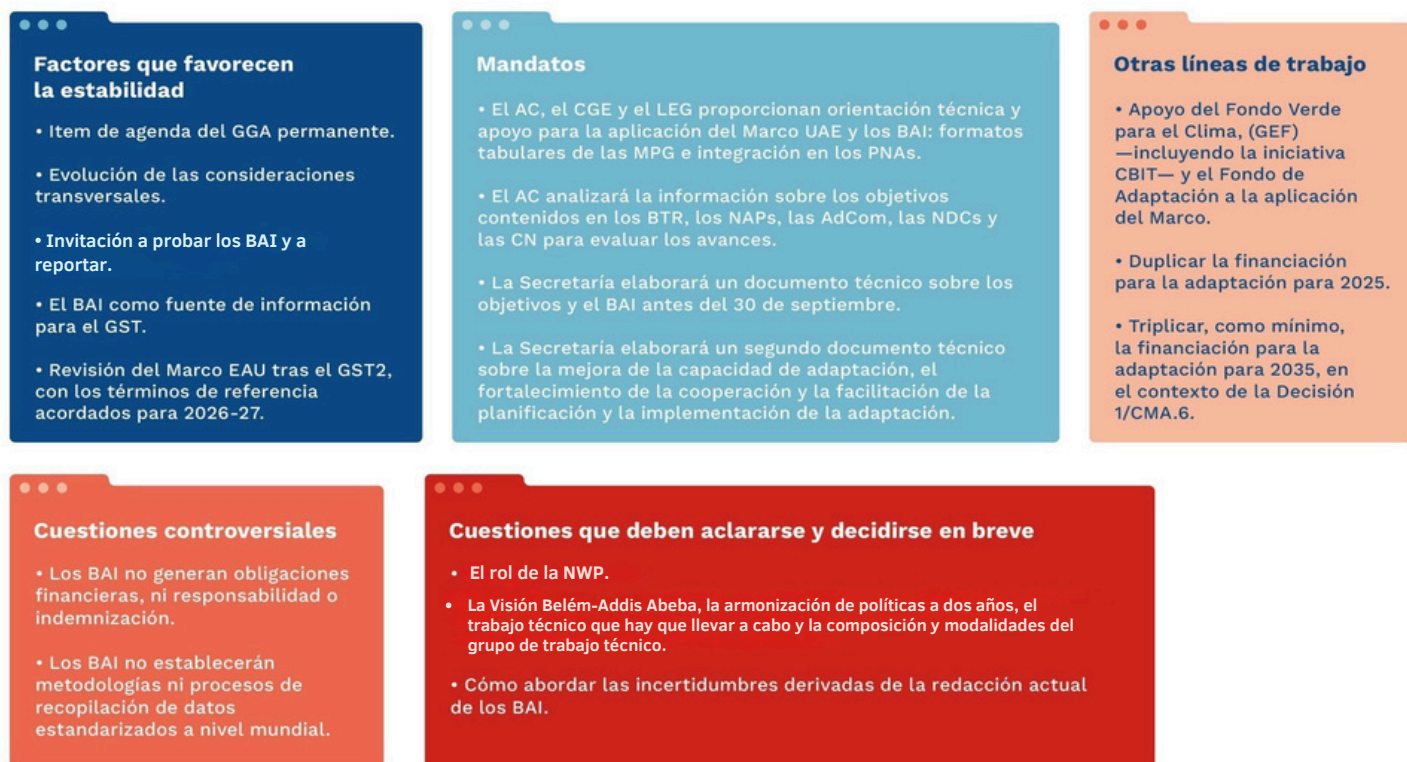 Factores que favorecen
la estabilidad
• Item de agenda del GGA permanente.
• Evolución de las consideraciones
transversales.
• Invitación a probar los BAI y a
reportar.
• El BAI como fuente de información
para el GST.
• Revisión del Marco EAU tras el GST2,
con los términos de referencia
acordados para 2026-27.
Mandatos
• El AC, el CGE y el LEG proporcionan orientación técnica y
apoyo para la aplicación del Marco UAE y los BAI: formatos
tabulares de las MPG e integración en los PNAs.
• El AC analizará la información sobre los objetivos
contenidos en los BTR, los NAPs, las AdCom, las NDCs y
las CN para evaluar los avances.
• La Secretaría elaborará un documento técnico sobre los
objetivos y el BAI antes del 30 de septiembre.
• La Secretaría elaborará un segundo documento técnico
sobre la mejora de la capacidad de adaptación, el
fortalecimiento de la cooperación y la facilitación de la
planificación y la implementación de la adaptación.
Otras líneas de trabajo
• Apoyo del Fondo Verde
para el Clima, (GEF)
—incluyendo la iniciativa
CBIT— y el Fondo de
Adaptación a la aplicación
del Marco.
• Duplicar la financiación
para la adaptación para 2025.
• Triplicar, como mínimo,
la financiación para la
adaptación para 2035, en
el contexto de la Decisión
1/CMA.6.
Cuestiones controversiales
• Los BAI no generan obligaciones
financieras, ni responsabilidad o
indemnización.
• Los BAI no establecerán
metodologías ni procesos de
recopilación de datos
estandarizados a nivel mundial.
Cuestiones que deben aclararse y decidirse en breve
• El rol de la NWP.
• La Visión Belém-Addis Abeba, la armonización de políticas a dos años, el
trabajo técnico que hay que llevar a cabo y la composición y modalidades del
grupo de trabajo técnico.
• Cómo abordar las incertidumbres derivadas de la redacción actual
de los BAI.